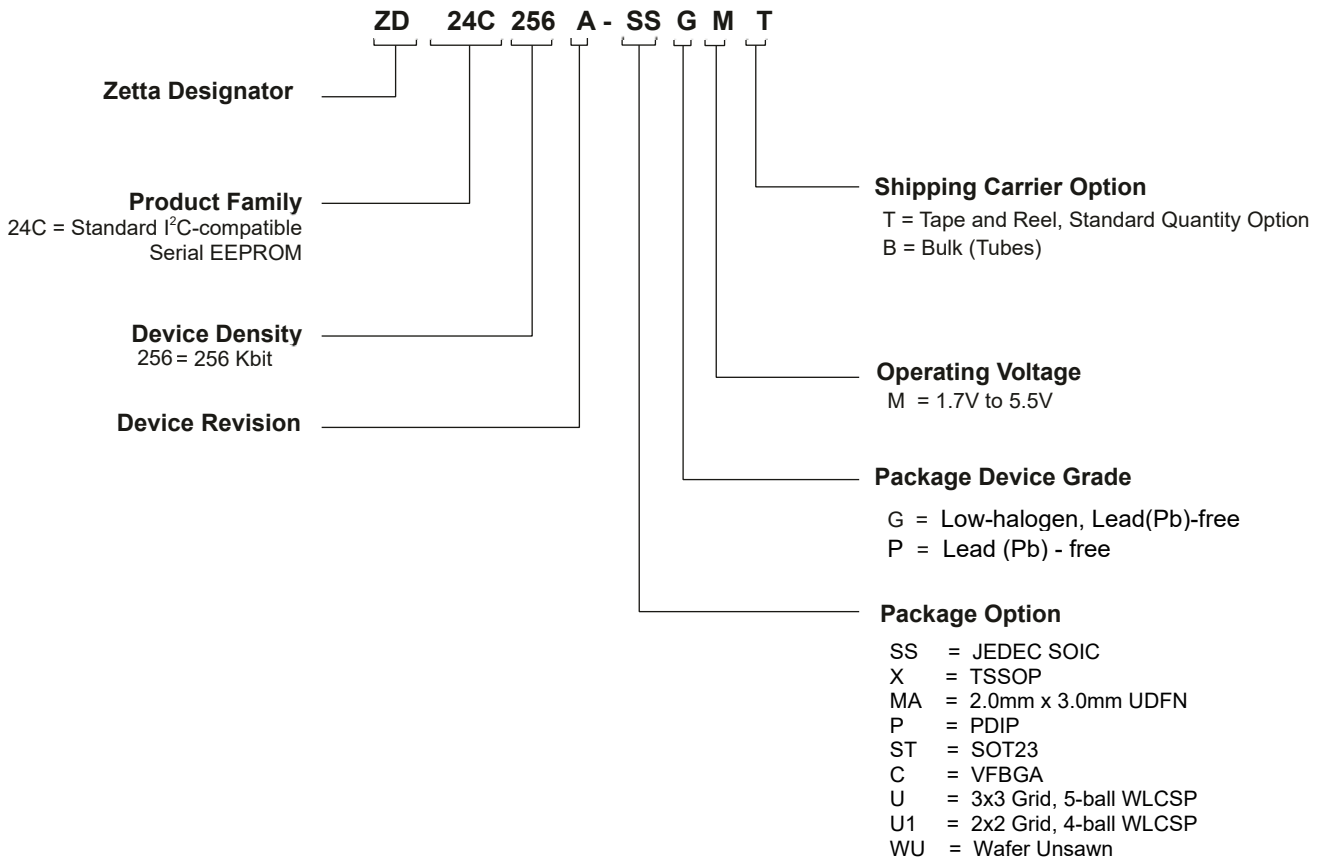 ZD 24C 256 A - SS G M T
Zetta Designator
Product Family
24C = Standard I²C-compatible
Serial EEPROM
Device Density
256 = 256 Kbit
Device Revision
Shipping Carrier Option
T = Tape and Reel, Standard Quantity Option
B = Bulk (Tubes)
Operating Voltage
M = 1.7V to 5.5V
Package Device Grade
G = Low-halogen, Lead(Pb)-free
P = Lead (Pb) - free
Package Option
SS = JEDEC SOIC
X = TSSOP
MA = 2.0mm x 3.0mm UDFN
P = PDIP
ST = SOT23
C = VFBGA
U = 3x3 Grid, 5-ball WLCSP
U1 = 2x2 Grid, 4-ball WLCSP
WU = Wafer Unsawn